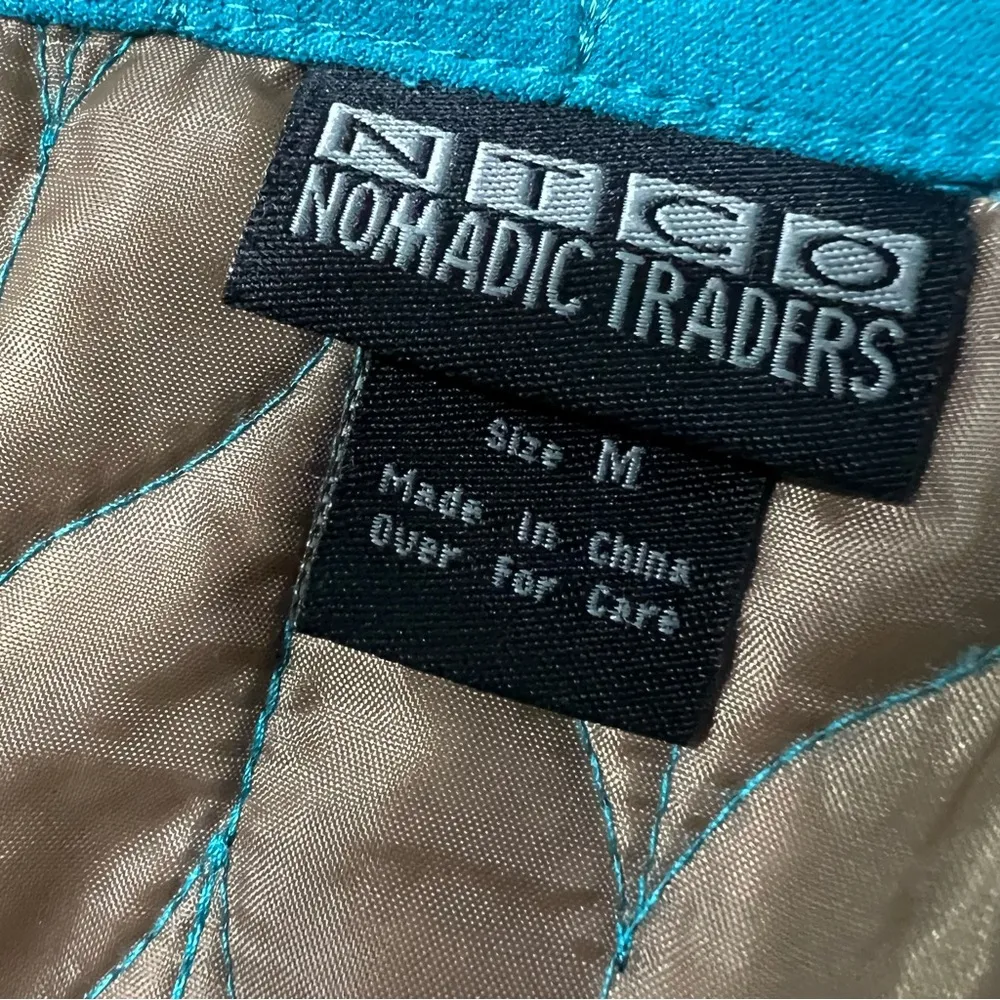 NTCO
NOMADIC TRADERS
Size M
Made in China
Over for Care